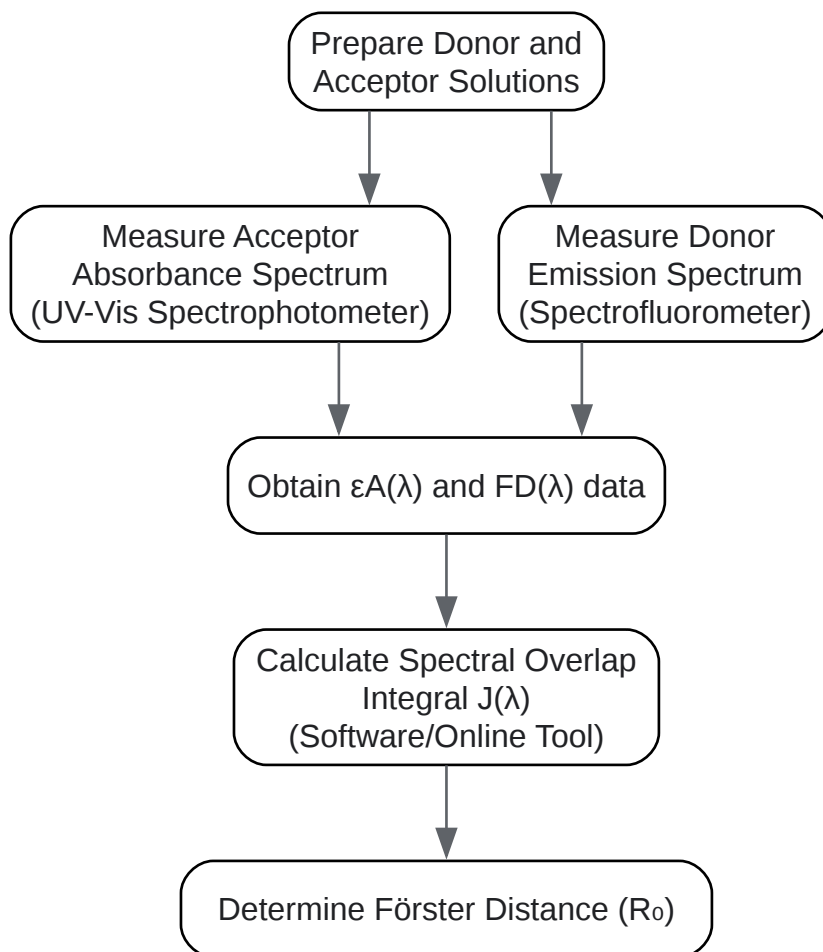 Prepare Donor and
Acceptor Solutions
Measure Acceptor
Absorbance Spectrum
(UV-Vis Spectrophotometer)
Measure Donor
Emission Spectrum
(Spectrofluorometer)
Obtain εA(λ) and FD(λ) data
Calculate Spectral Overlap
Integral J(λ)
(Software/Online Tool)
Determine Förster Distance (R₀)